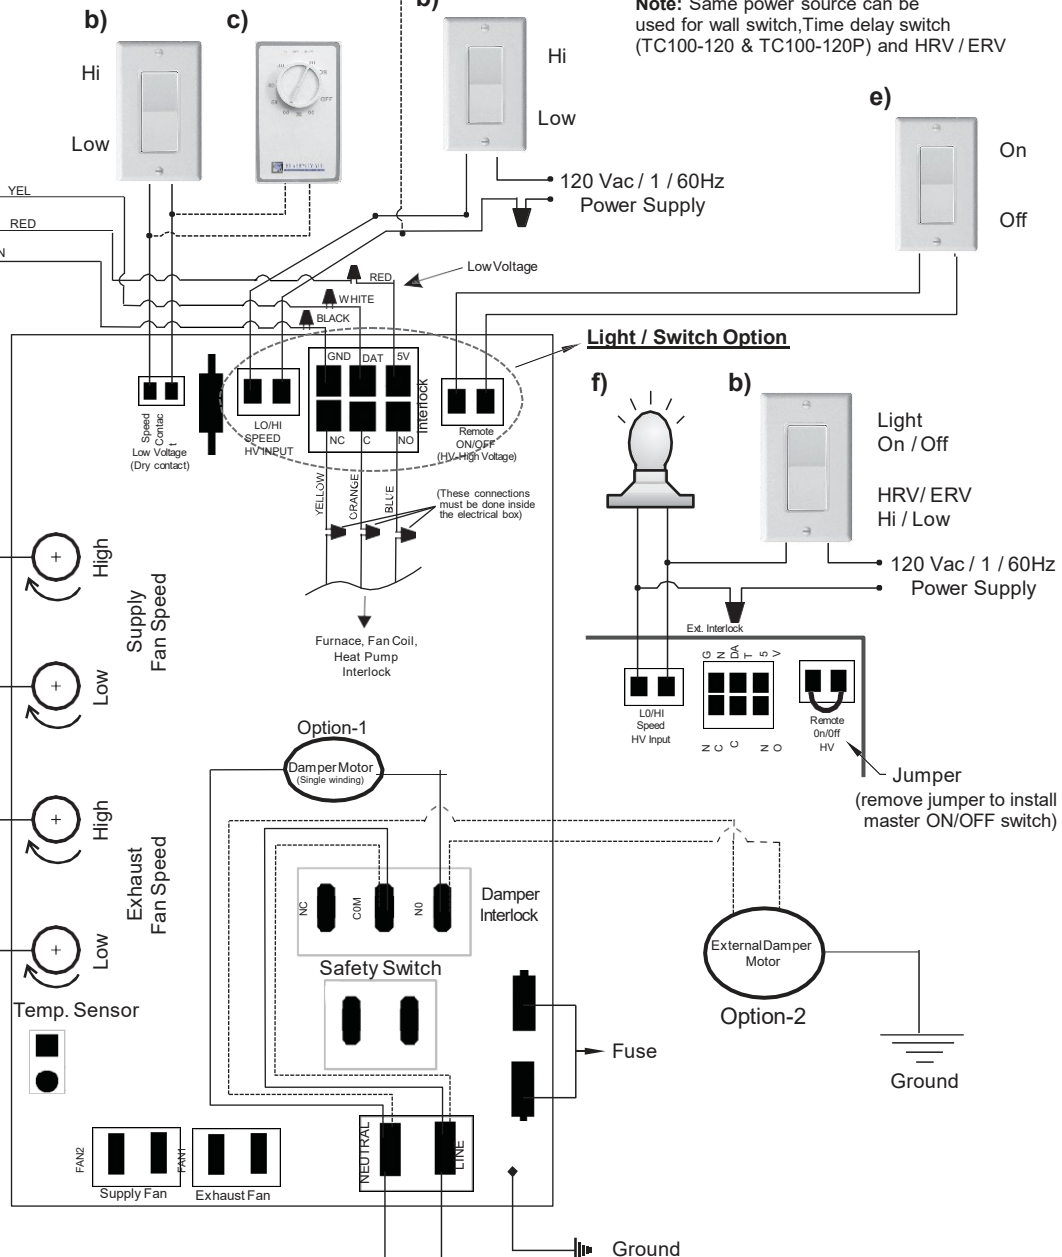 b)
c)
b)
Note: Same power source can be
used for wall switch,Time delay switch
(TC100-120 & TC100-120P) and HRV / ERV
Hi
Low
OFF
Hi
Low
e)
On
Off
120 Vac / 1 / 60Hz
Power Supply
YEL
RED
N
RED
Low Voltage
WHITE
BLACK
Light / Switch Option
GND
DAT
5V
Interlock
NC
C
NO
Speed
Contac
t
Low Voltage
(Dry contact)
LO/HI
SPEED
HV INPUT
Remote
ON/OFF
(HV-High Voltage)
YELLOW
ORANGE
BLUE
(These connections
must be done inside
the electrical box)
f)
b)
Light
On / Off
HRV/ ERV
Hi / Low
120 Vac / 1 / 60Hz
Power Supply
High
Supply
Fan Speed
Low
Furnace, Fan Coil,
Heat Pump
Interlock
Ext. Interlock
G N DA T 5 V
L0/HI
Speed
HV Input
N C C N O
Remote
0n/0ff
HV
Jumper
(remove jumper to install
master ON/OFF switch)
Option-1
Damper Motor
(Single winding)
High
Exhaust
Fan Speed
Low
NC
C0M
N0
Damper
Interlock
Safety Switch
External Damper
Motor
Option-2
Temp. Sensor
Fuse
Ground
FAN2
Supply Fan
FAN1
Exhaust Fan
NEUTRAL
LINE
Ground